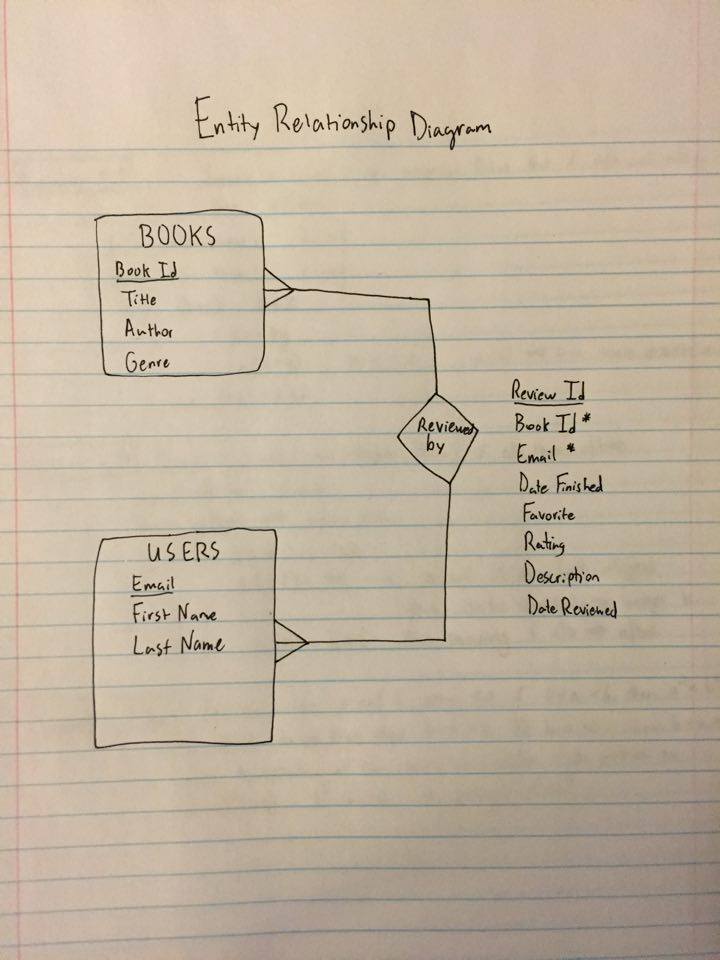 Entity Relationship Diagram
BOOKS
Book Id
Title
Author
Genre
Reviewed
by
Review Id
Book Id*
Email *
Date Finished
Favorite
Rating
Description
Date Reviewed
USERS
Email
First Name
Last Name